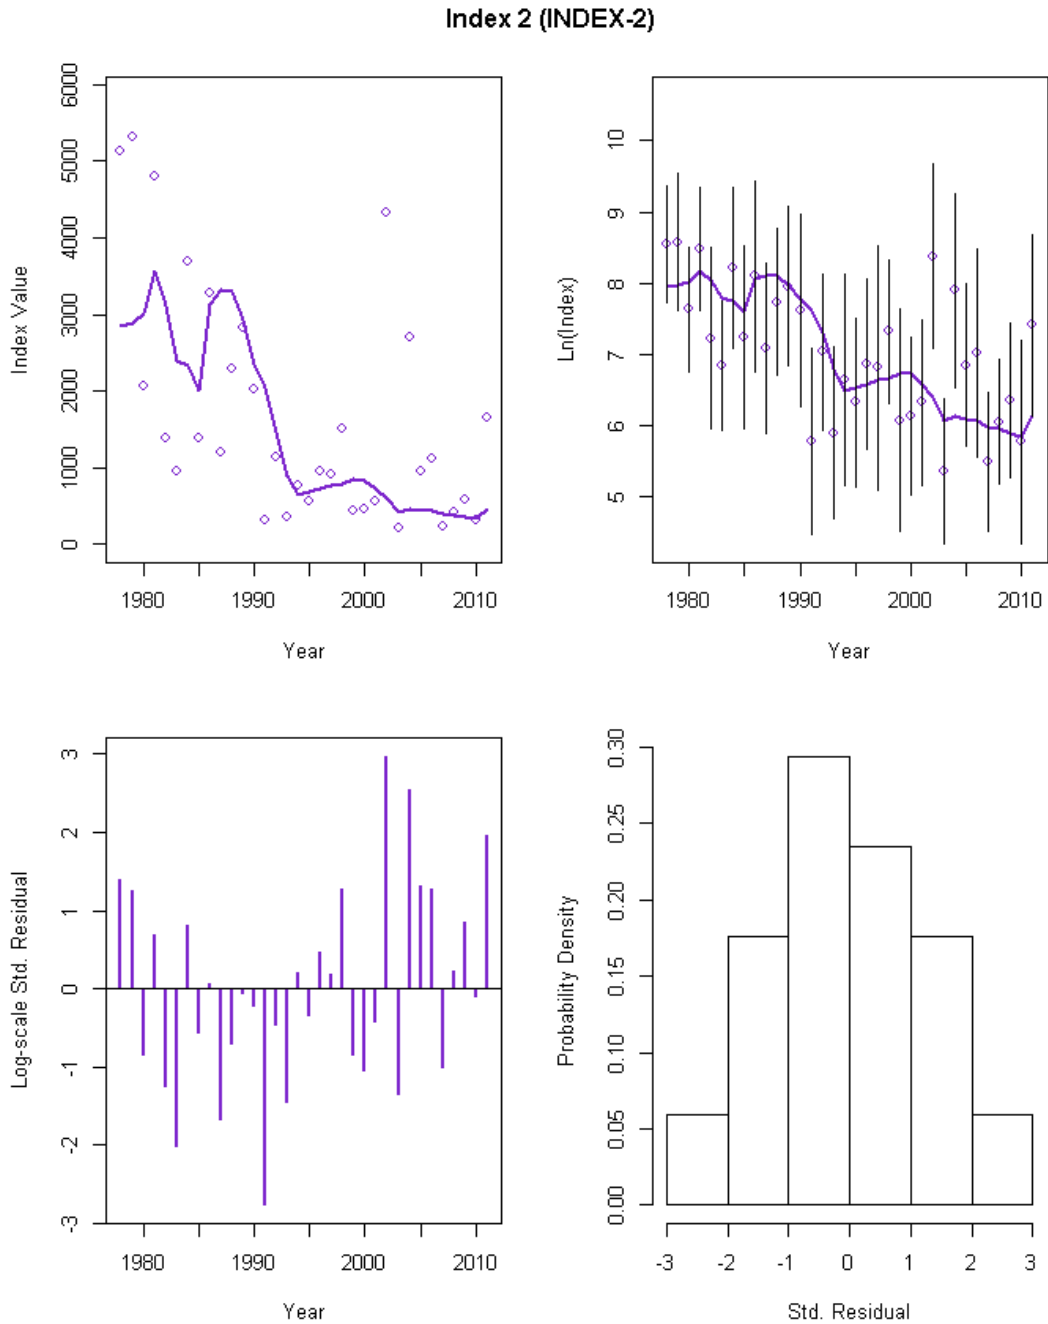 Index 2 (INDEX-2)
Index Value
6000
5000
4000
3000
2000
1000
0
1980 1990 2000 2010
Year
Ln(Index)
10
9
8
7
6
5
1980 1990 2000 2010
Year
Log-scale Std. Residual
3
2
1
0
-1
-2
-3
1980 1990 2000 2010
Year
Probability Density
0.30
0.25
0.20
0.15
0.10
0.05
0.00
-3 -2 -1 0 1 2 3
Std. Residual